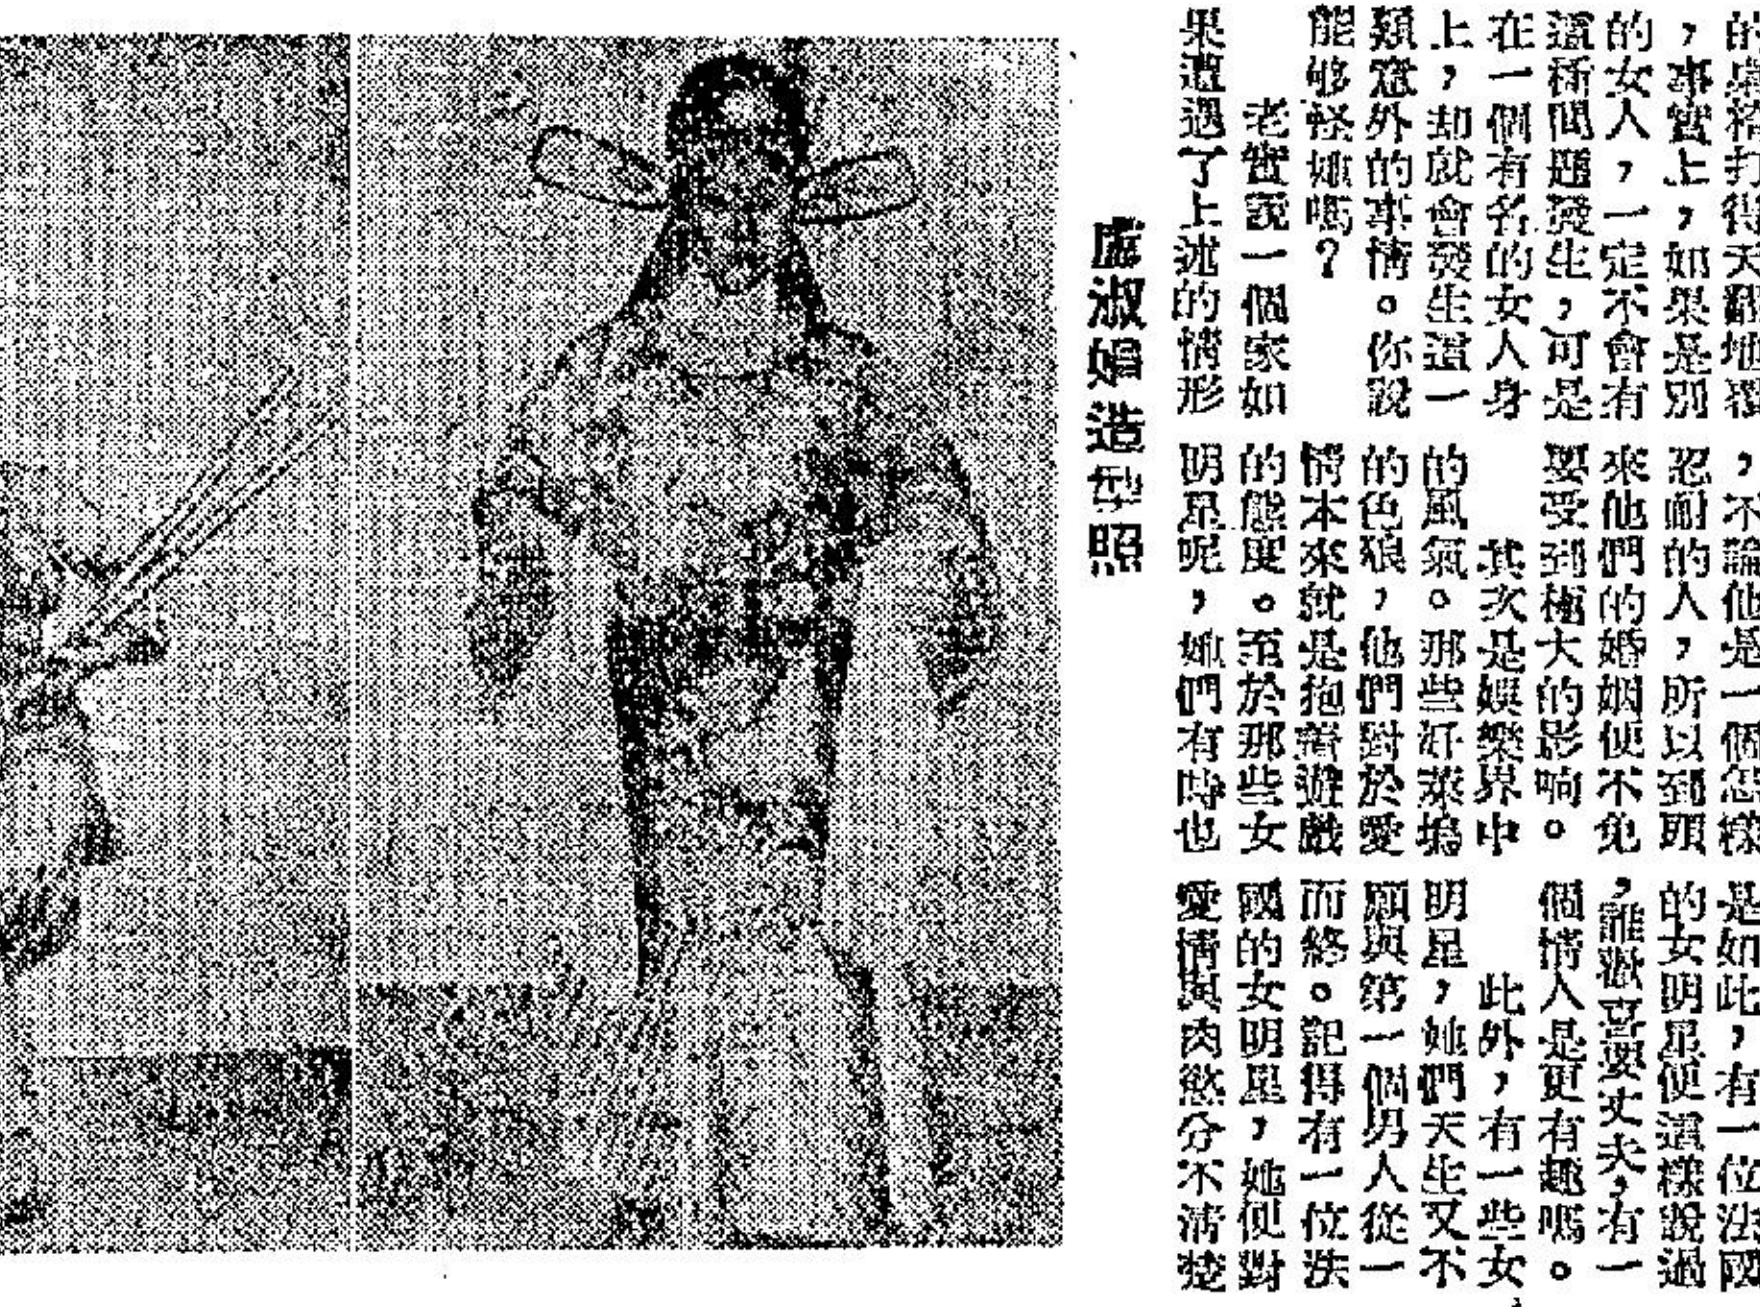 的桌椅打得天翻地覆
，事實上，如果是別
的女人，一定不會有
這種問題發生，可是
在一個有名的女人身
上，却就會發生這一
類意外的事情。你說
能够怪她嗎？
老實說一個家如
果遭遇了上述的情形
，不論他是一個怎樣
忍耐的人，所以到頭
來他們的婚姻便不免
要受到極大的影响。
其次是娛樂界中
的風氣。那些好萊塢
的色狼，他們對於愛
情本來就是抱着遊戲
的態度。至於那些女
明星呢，她們有時也
是如此，有一位法國
的女明星便這樣說過
，誰歡喜要丈夫，有一
個情人是更有趣嗎。
此外，有一些女
明星，她們天生又不
願與第一個男人從一
而終。記得有一位法
國的女明星，她便對
愛情與肉慾分不清楚
盧淑娟造型照